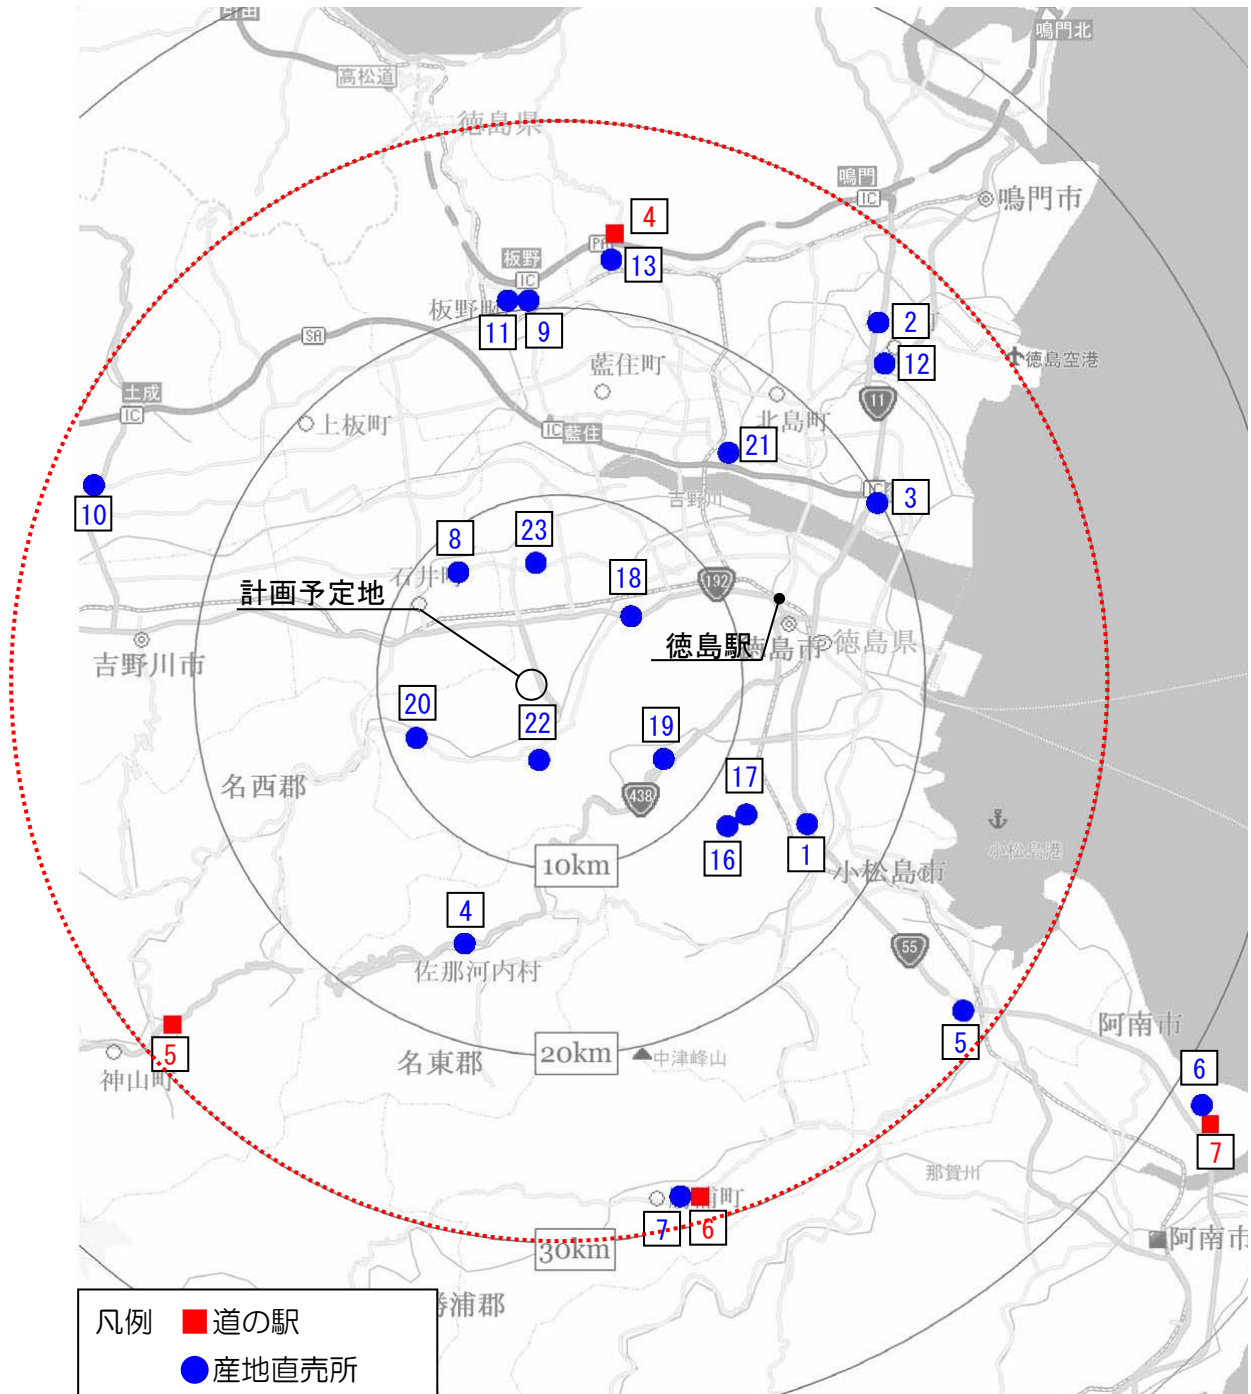 鳴門北
高松道
徳島県
鳴門
IC
鳴門市
4
PA
13
板野
IC
板野町
11
9
2
12
徳島空港
SA
藍住町
土成
IC
上板町
北島町
11
IC
藍住
21
吉野川
IC
3
10
8
23
石井町
18
192
計画予定地
徳島駅
徳島市
徳島県
吉野川市
20
22
19
17
438
名西郡
16
1
10km
小松島港
小松島市
4
55
佐那河内村
阿南市
5
5
神山町
名東郡
20km
中津峰山
6
7
那賀川
7
6
30km
阿南市
勝浦郡
凡例
道の駅
産地直売所